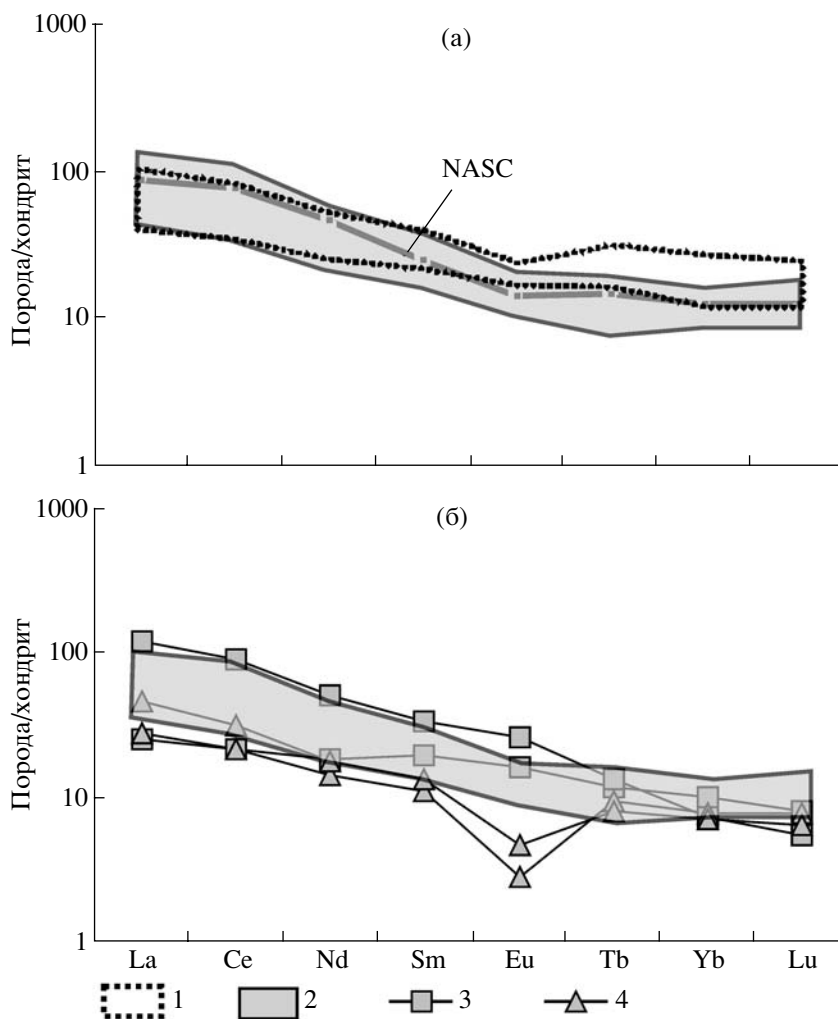 (а)
1000
100
10
1
Порода/хондрит
NASC
(б)
1000
100
10
1
Порода/хондрит
La Ce Nd Sm Eu Tb Yb Lu
1 2 3 4